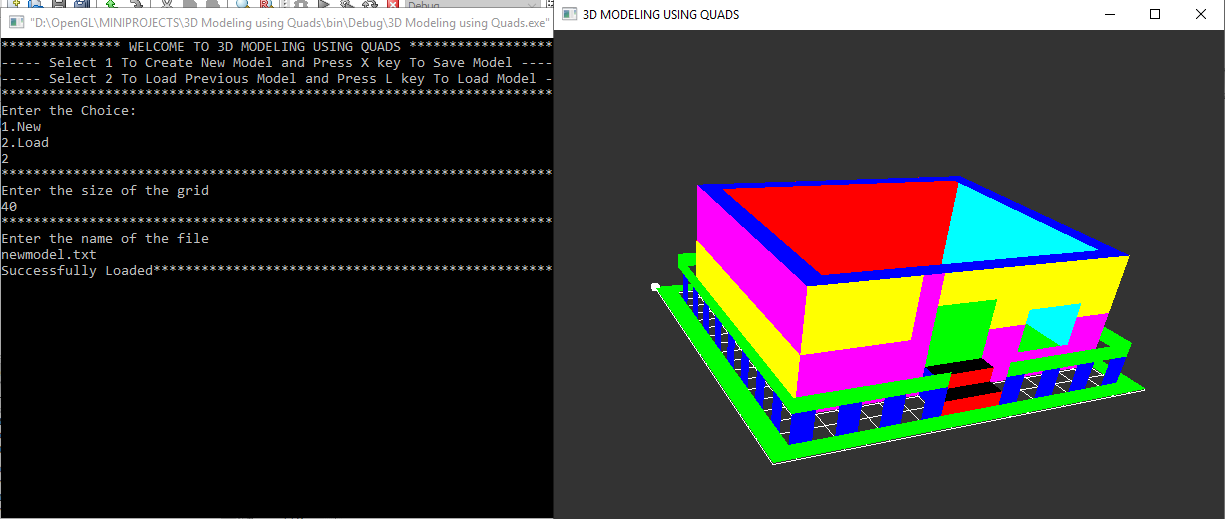 Debug
"D:\OpenGL\MINIPROJECTS\3D Modeling using Quads\bin\Debug\3D Modeling using Quads.exe"
3D MODELING USING QUADS
*************** WELCOME TO 3D MODELING USING QUADS ******************
----- Select 1 To Create New Model and Press X key To Save Model ----
----- Select 2 To Load Previous Model and Press L key To Load Model -
*********************************************************************
Enter the Choice:
1.New
2.Load
2
*********************************************************************
Enter the size of the grid
40
*********************************************************************
Enter the name of the file
newmodel.txt
Successfully Loaded**************************************************